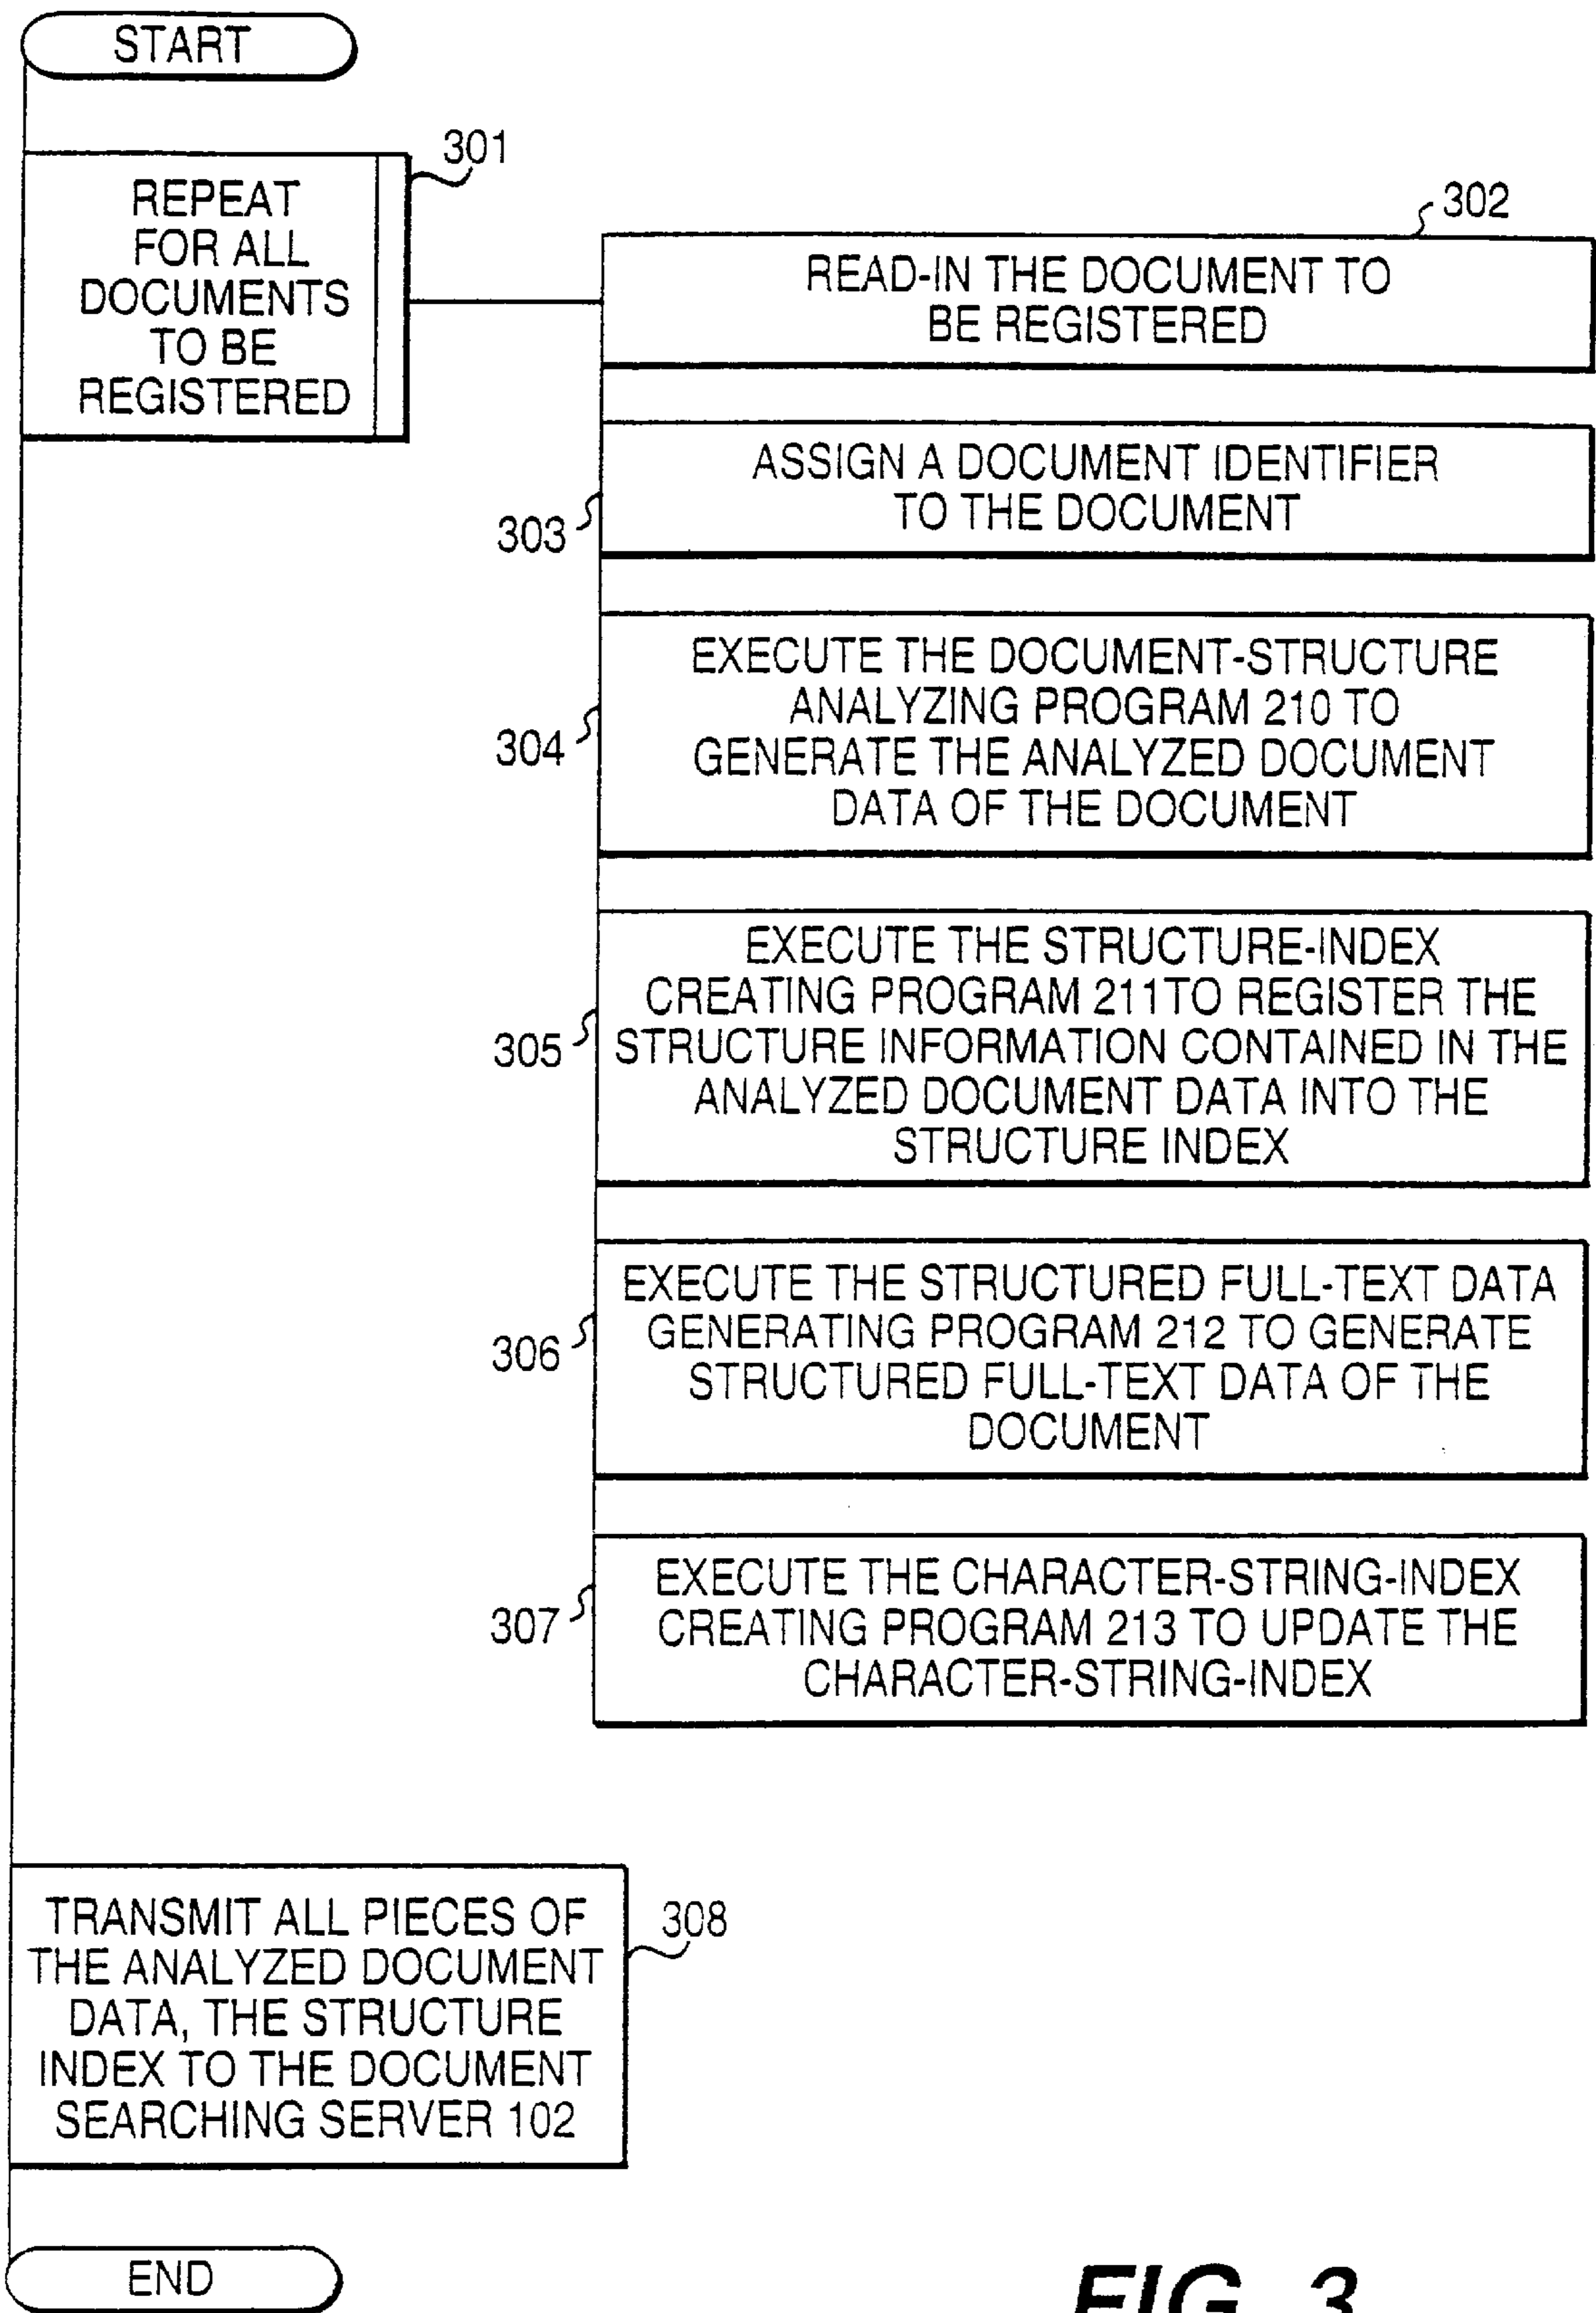 START
301
REPEAT
FOR ALL
DOCUMENTS
TO BE
REGISTERED
302
READ-IN THE DOCUMENT TO
BE REGISTERED
303
ASSIGN A DOCUMENT IDENTIFIER
TO THE DOCUMENT
304
EXECUTE THE DOCUMENT-STRUCTURE
ANALYZING PROGRAM 210 TO
GENERATE THE ANALYZED DOCUMENT
DATA OF THE DOCUMENT
305
EXECUTE THE STRUCTURE-INDEX
CREATING PROGRAM 211TO REGISTER THE
STRUCTURE INFORMATION CONTAINED IN THE
ANALYZED DOCUMENT DATA INTO THE
STRUCTURE INDEX
306
EXECUTE THE STRUCTURED FULL-TEXT DATA
GENERATING PROGRAM 212 TO GENERATE
STRUCTURED FULL-TEXT DATA OF THE
DOCUMENT
307
EXECUTE THE CHARACTER-STRING-INDEX
CREATING PROGRAM 213 TO UPDATE THE
CHARACTER-STRING-INDEX
308
TRANSMIT ALL PIECES OF
THE ANALYZED DOCUMENT
DATA, THE STRUCTURE
INDEX TO THE DOCUMENT
SEARCHING SERVER 102
END
FIG. 3